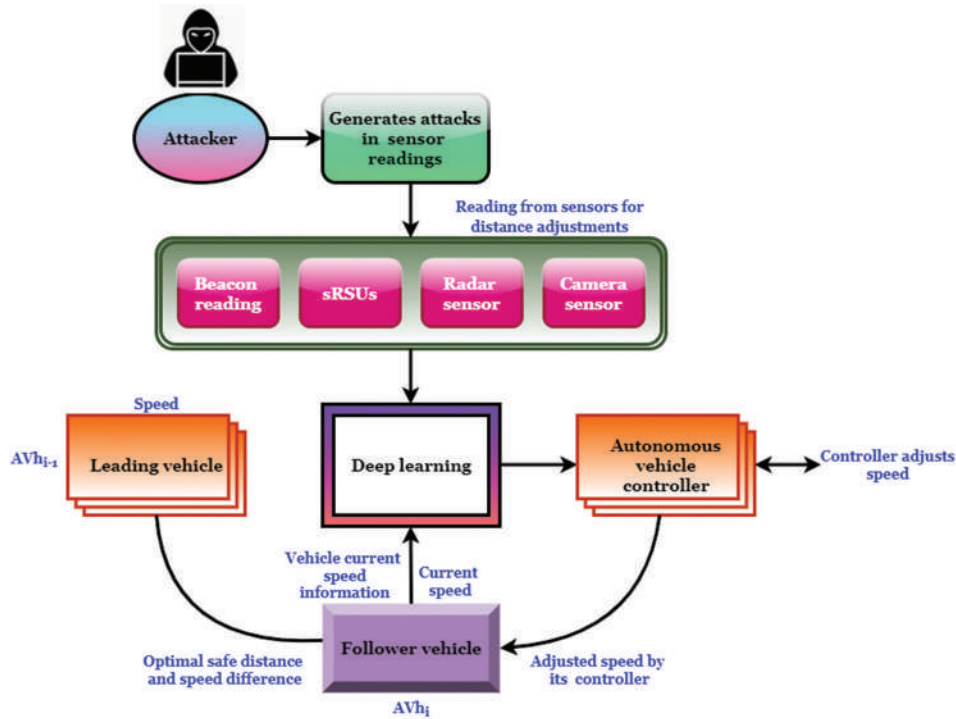 Attacker
Generates attacks
in sensor
readings
Reading from sensors for
distance adjustments
Beacon
reading
sRSUs
Radar
sensor
Camera
sensor
Speed
AVh_{i-1}
Leading vehicle
Deep learning
Autonomous
vehicle
controller
Controller adjusts
speed
Vehicle current
speed
information
Current
speed
Follower vehicle
Optimal safe distance
and speed difference
Adjusted speed by
its controller
AVh_i